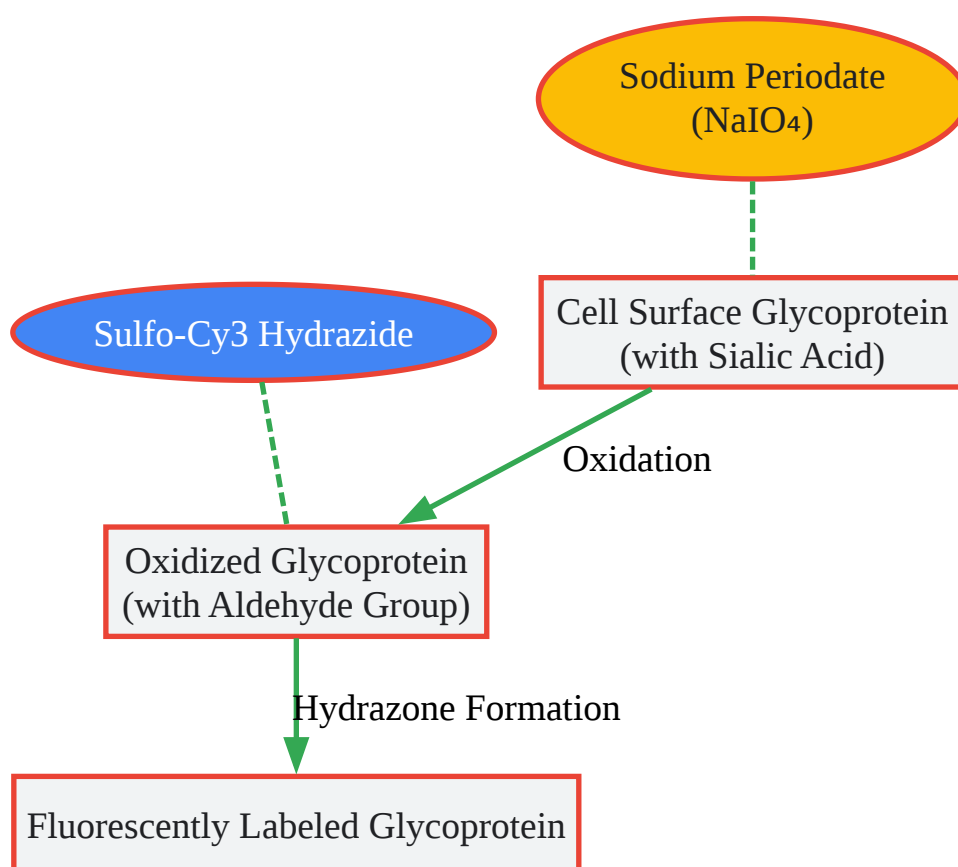 Sodium Periodate
(NaIO₄)
Cell Surface Glycoprotein
(with Sialic Acid)
Sulfo-Cy3 Hydrazide
Oxidation
Oxidized Glycoprotein
(with Aldehyde Group)
Hydrazone Formation
Fluorescently Labeled Glycoprotein